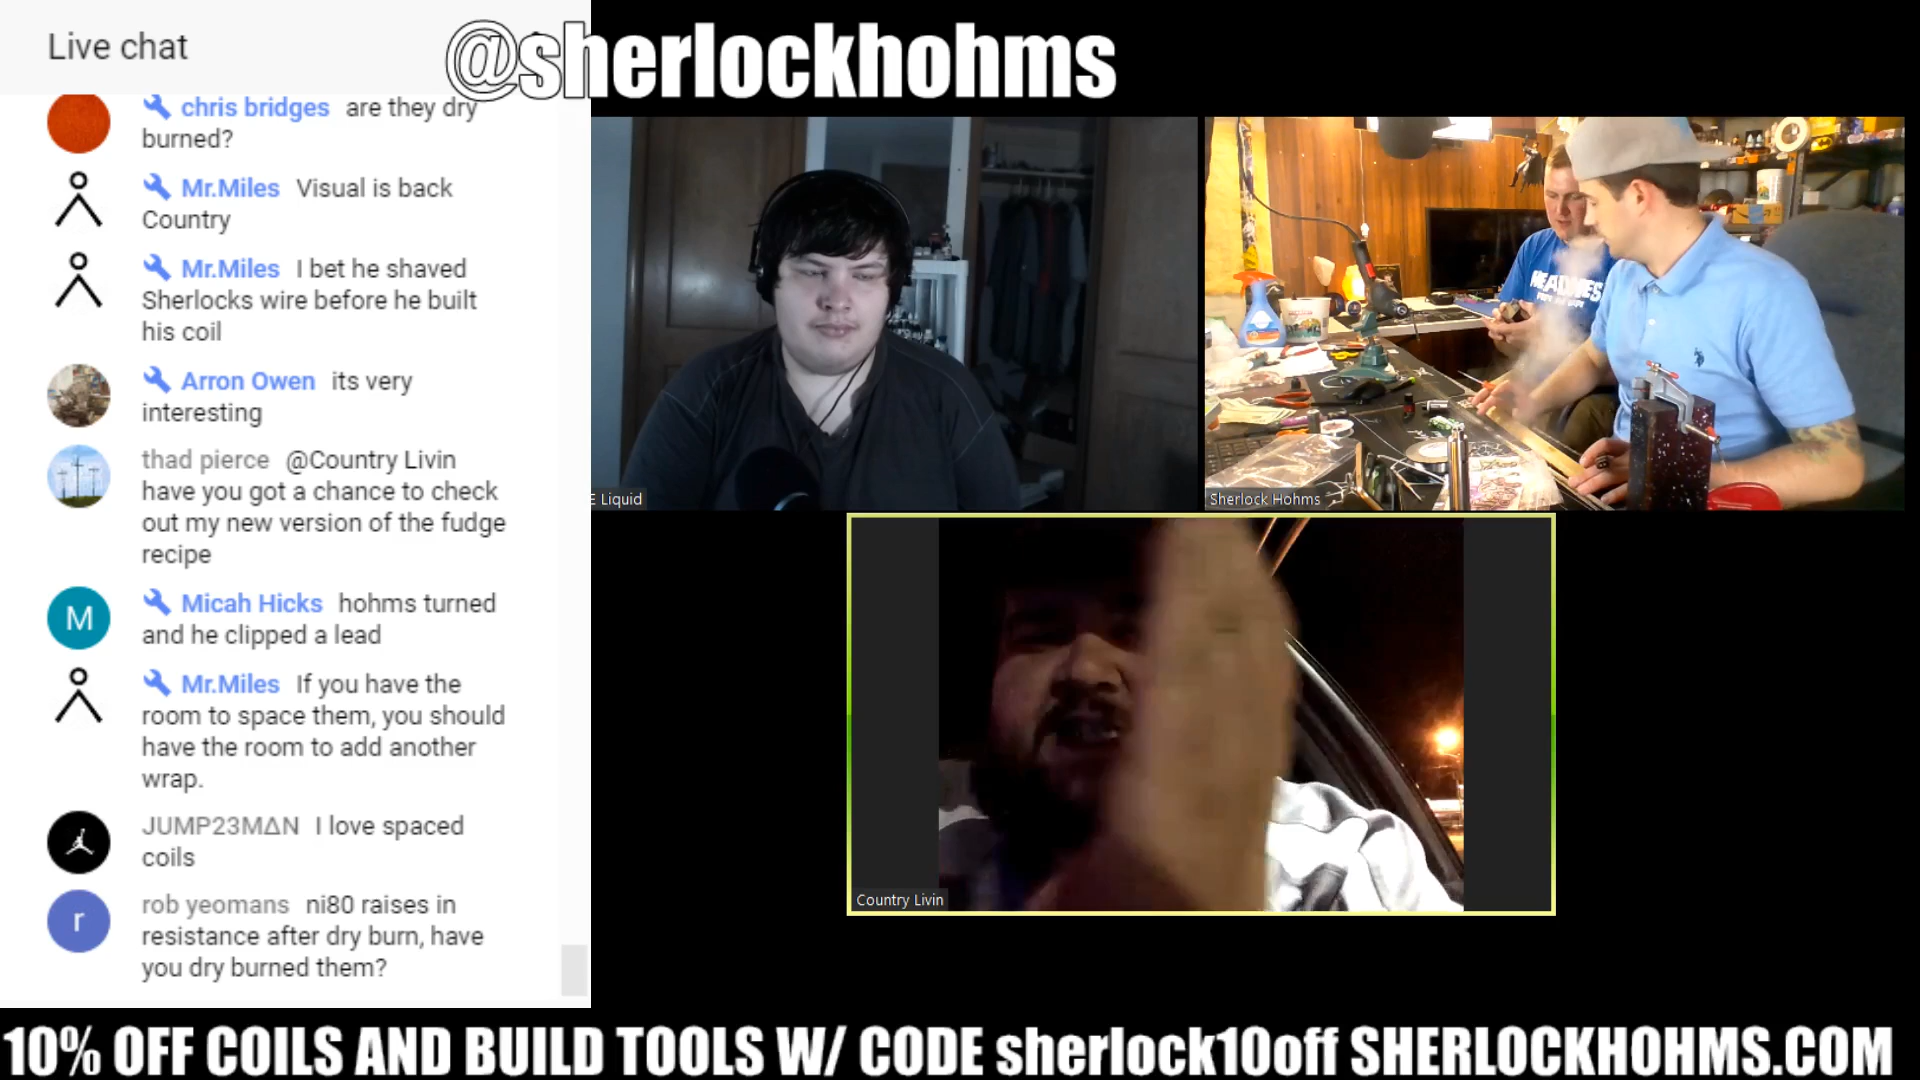 Live chat
@sherlockhohms
chris bridges are they dry
burned?
Mr.Miles Visual is back
Country
Mr.Miles I bet he shaved
Sherlocks wire before he built
his coil
Arron Owen its very
interesting
thad pierce @Country Livin
have you got a chance to check
out my new version of the fudge
recipe
M
Micah Hicks hohms turned
and he clipped a lead
Mr.Miles If you have the
room to space them, you should
have the room to add another
wrap.
JUMP23MΔN I love spaced
coils
r
rob yeomans ni80 raises in
resistance after dry burn, have
you dry burned them?
E Liquid
Sherlock Hohms
Country Livin
10% OFF COILS AND BUILD TOOLS W/ CODE sherlock10off SHERLOCKHOHMS.COM